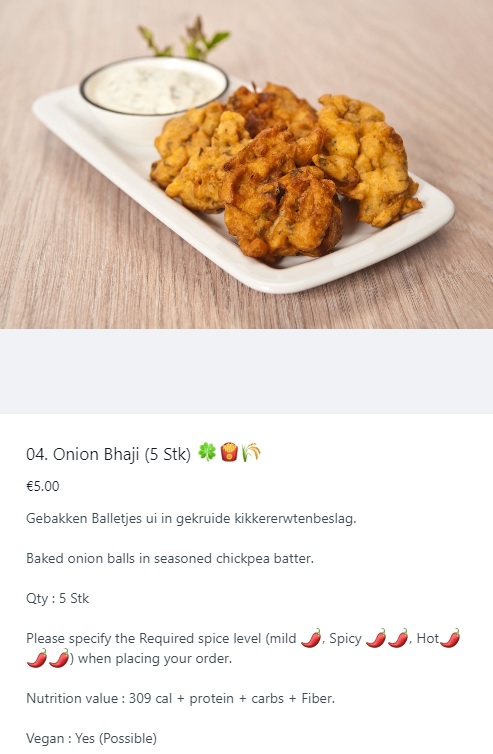 04. Onion Bhaji (5 Stk) 🍀🍟🌾
€5.00
Gebakken Balletjes ui in gekruide kikkererwtenbeslag.
Baked onion balls in seasoned chickpea batter.
Qty : 5 Stk
Please specify the Required spice level (mild 🌶️, Spicy 🌶️🌶️, Hot🌶️
🌶️🌶️) when placing your order.
Nutrition value : 309 cal + protein + carbs + Fiber.
Vegan : Yes (Possible)